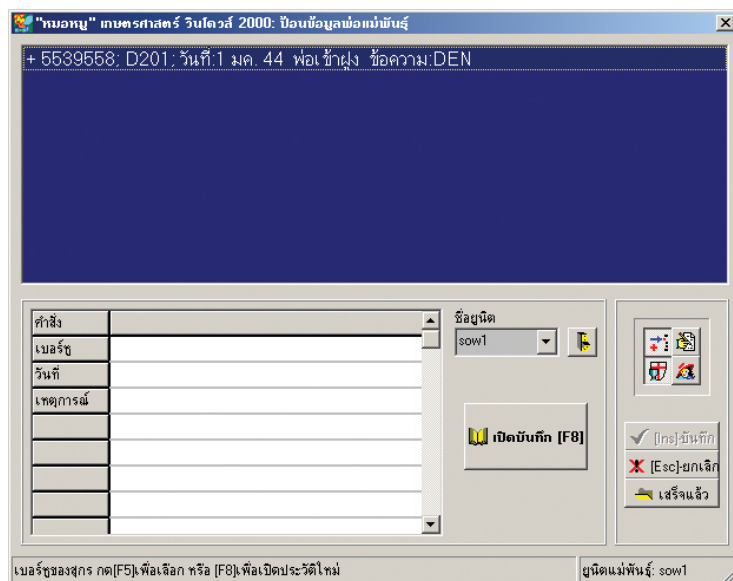 "หมอหมู" เกษตรศาสตร์ วินโดวส์ 2000: ป้อนข้อมูลพ่อแม่พันธุ์
+ 5539558; D201; วันที่:1 มค. 44 พ่อเข้าฝูง ข้อความ:DEN
คำสั่ง
เบอร์หู
วันที่
เหตุการณ์
ชื่อยูนิต
sow1
เปิดบันทึก [F8]
[Ins]-บันทึก
[Esc]-ยกเลิก
เสร็จแล้ว
เบอร์หูของสุกร กด[F5]เพื่อเลือก หรือ [F8]เพื่อเปิดประวัติใหม่
ยูนิตแม่พันธุ์: sow1